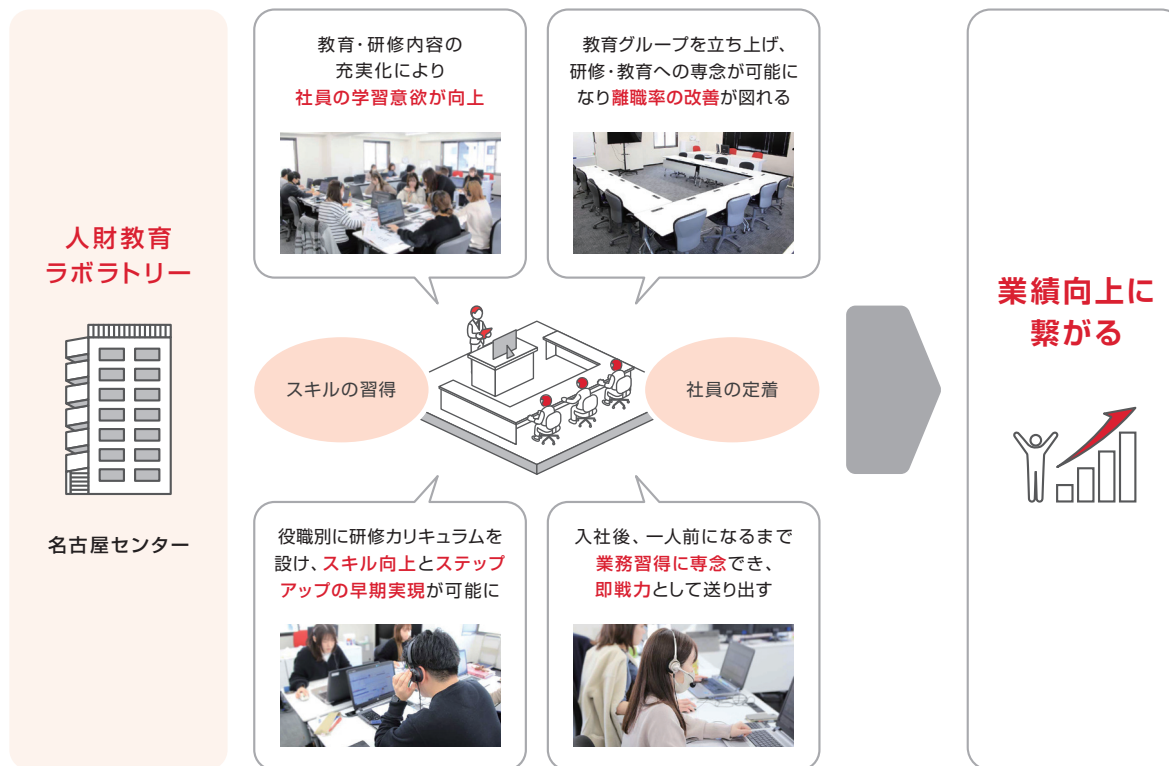 人財教育
ラボラトリー
名古屋センター
教育・研修内容の
充実化により
社員の学習意欲が向上
教育グループを立ち上げ、
研修・教育への専念が可能に
なり離職率の改善が図れる
スキルの習得
社員の定着
役職別に研修カリキュラムを
設け、スキル向上とステップ
アップの早期実現が可能に
入社後、一人前になるまで
業務習得に専念でき、
即戦力として送り出す
業績向上に
繋がる